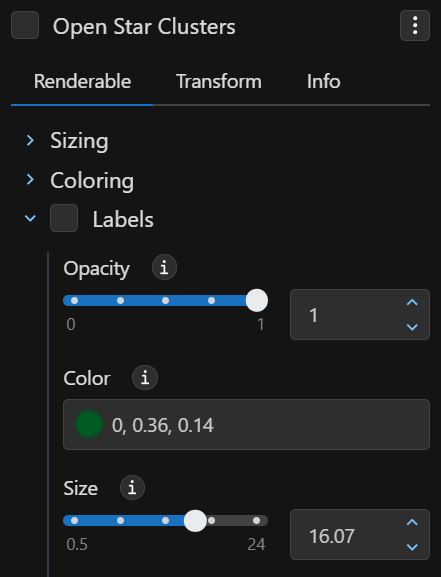 Open Star Clusters
Renderable Transform Info
Sizing
Coloring
Labels
Opacity i
0 1 1
Color i
0, 0.36, 0.14
Size i
0.5 24 16.07